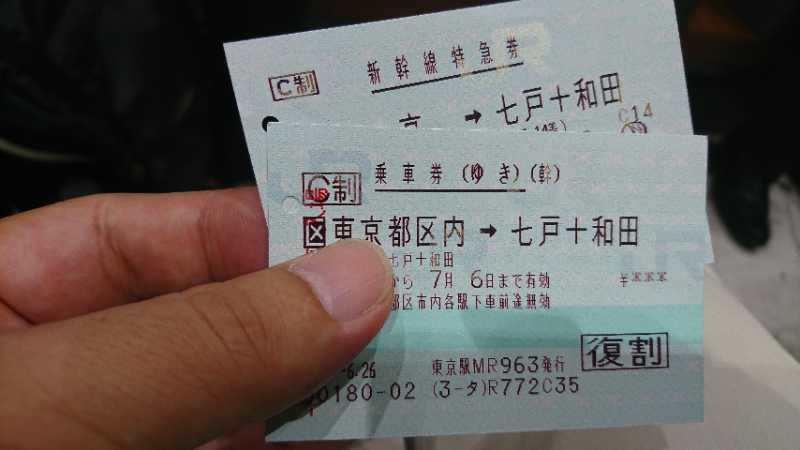 C制
新幹線特急券
京 → 七戸十和田
C14
C制
乗車券(ゆき)(幹)
区東京都区内 → 七戸十和田
七戸十和田
から 7月 6日まで有効 ¥***
都区市内各駅下車前途無効
復割
-6.26 東京駅MR963発行
00180-02 (3-タ)R772C35